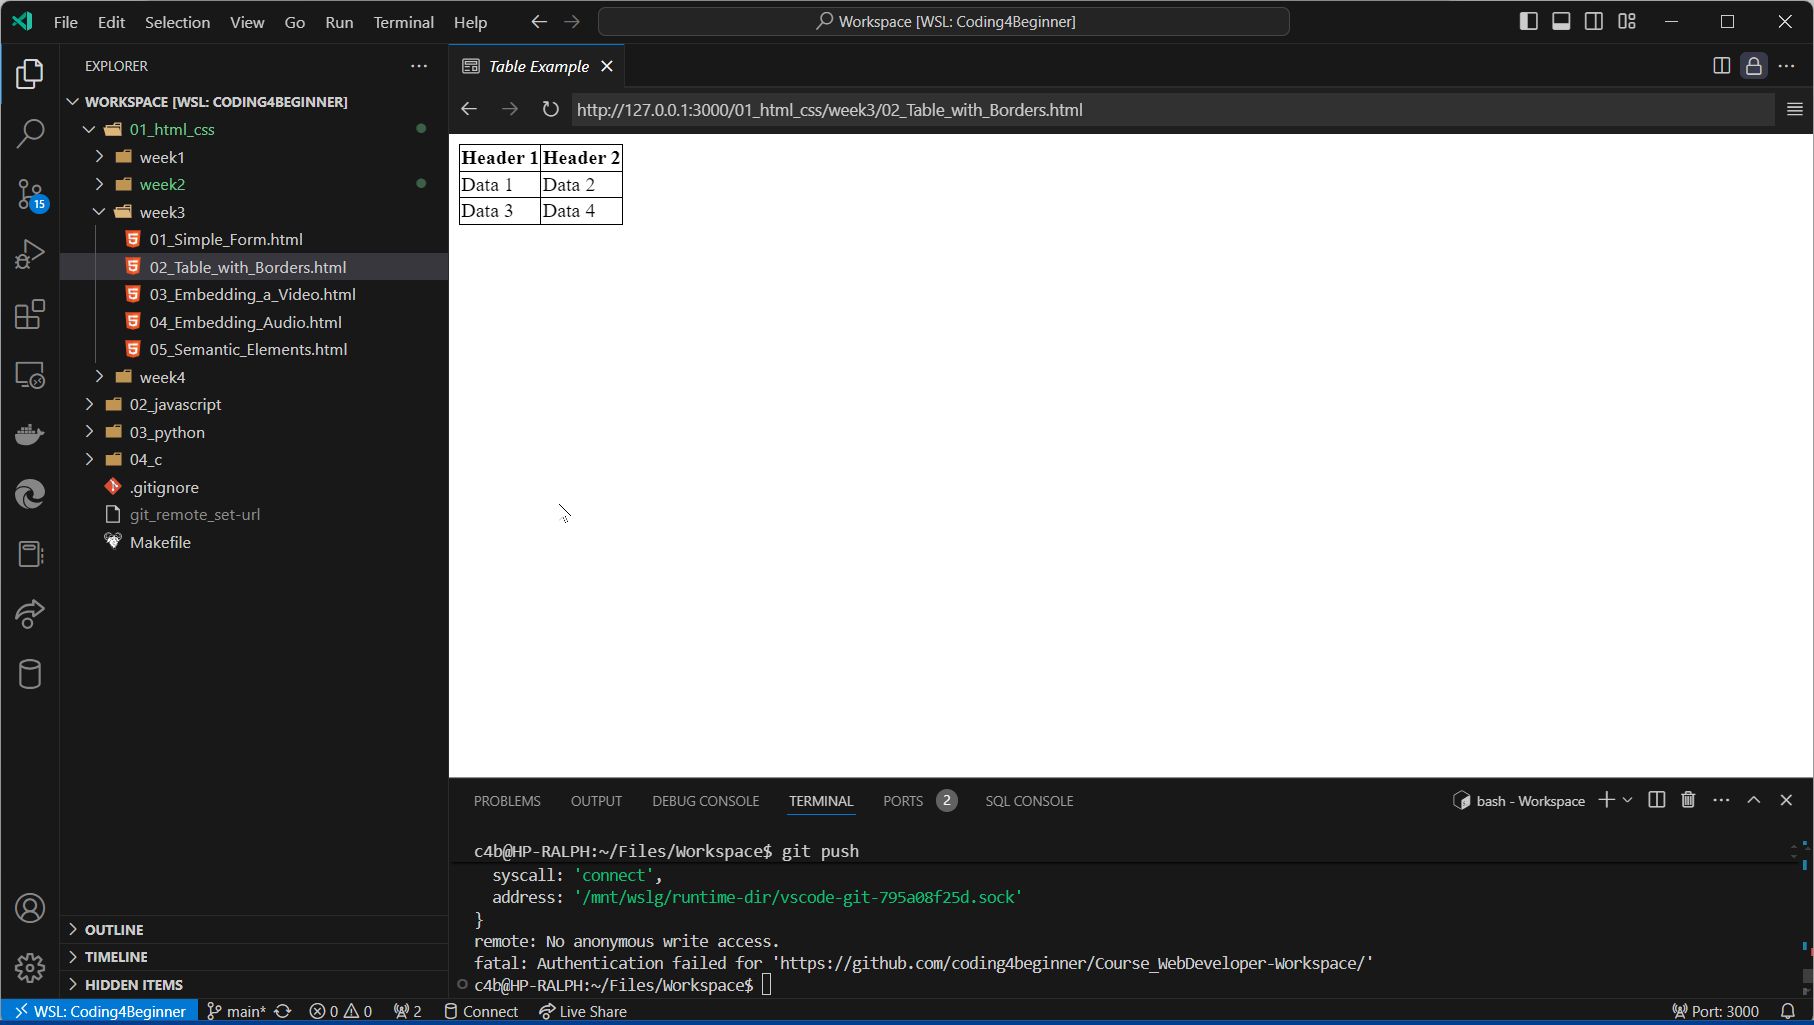 File Edit Selection View Go Run Terminal Help
Workspace [WSL: Coding4Beginner]
EXPLORER
WORKSPACE [WSL: CODING4BEGINNER]
01_html_css
week1
week2
week3
01_Simple_Form.html
02_Table_with_Borders.html
03_Embedding_a_Video.html
04_Embedding_Audio.html
05_Semantic_Elements.html
week4
02_javascript
03_python
04_c
.gitignore
git_remote_set-url
Makefile
OUTLINE
TIMELINE
HIDDEN ITEMS
15
Table Example
http://127.0.0.1:3000/01_html_css/week3/02_Table_with_Borders.html
Header 1 Header 2
Data 1 Data 2
Data 3 Data 4
PROBLEMS OUTPUT DEBUG CONSOLE TERMINAL PORTS 2 SQL CONSOLE
bash - Workspace
c4b@HP-RALPH:~/Files/Workspace$ git push
syscall: 'connect',
address: '/mnt/wslg/runtime-dir/vscode-git-795a08f25d.sock'
}
remote: No anonymous write access.
fatal: Authentication failed for 'https://github.com/coding4beginner/Course_WebDeveloper-Workspace/'
c4b@HP-RALPH:~/Files/Workspace$
WSL: Coding4Beginner main* 0 0 2 Connect Live Share Port: 3000